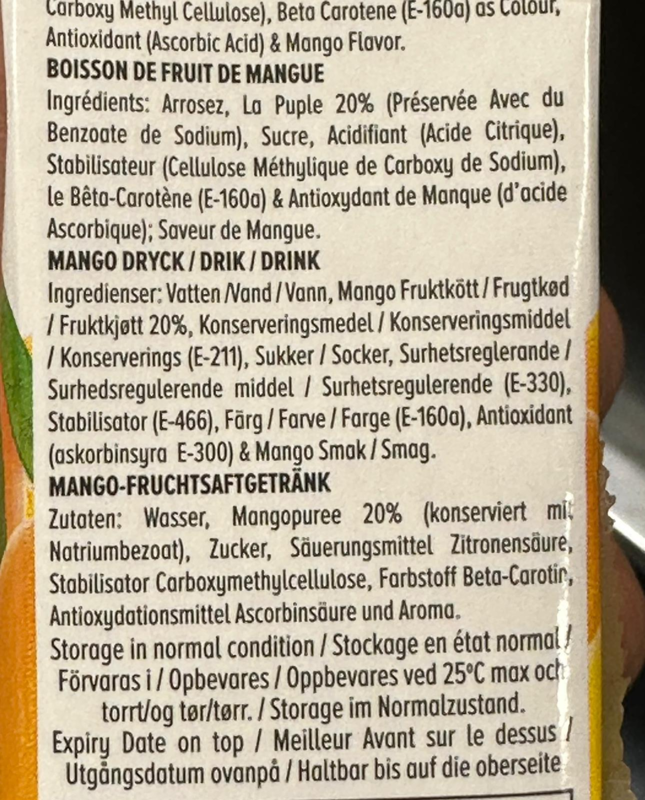 Carboxy Methyl Cellulose), Beta Carotene (E-160a) as Colour,
Antioxidant (Ascorbic Acid) & Mango Flavor.
BOISSON DE FRUIT DE MANGUE
Ingrédients: Arrosez, La Puple 20% (Préservée Avec du
Benzoate de Sodium), Sucre, Acidifiant (Acide Citrique),
Stabilisateur (Cellulose Méthylique de Carboxy de Sodium),
le Bêta-Carotène (E-160a) & Antioxydant de Manque (d'acide
Ascorbique); Saveur de Mangue.
MANGO DRYCK / DRIK / DRINK
Ingredienser: Vatten /Vand / Vann, Mango Fruktkött / Frugtkød
/ Fruktkjøtt 20%, Konserveringsmedel / Konserveringsmiddel
/ Konserverings (E-211), Sukker / Socker, Surhetsreglerande /
Surhedsregulerende middel / Surhetsregulerende (E-330),
Stabilisator (E-466), Färg / Farve / Farge (E-160a), Antioxidant
(askorbinsyra E-300) & Mango Smak / Smag.
MANGO-FRUCHTSAFTGETRÄNK
Zutaten: Wasser, Mangopuree 20% (konserviert mit
Natriumbezoat), Zucker, Säuerungsmittel Zitronensäure,
Stabilisator Carboxymethylcellulose, Farbstoff Beta-Carotin,
Antioxydationsmittel Ascorbinsäure und Aroma.
Storage in normal condition / Stockage en état normal /
Förvaras i / Opbevares / Oppbevares ved 25°C max och
torrt/og tør/tørr. / Storage im Normalzustand.
Expiry Date on top / Meilleur Avant sur le dessus /
Utgångsdatum ovanpå / Haltbar bis auf die oberseite